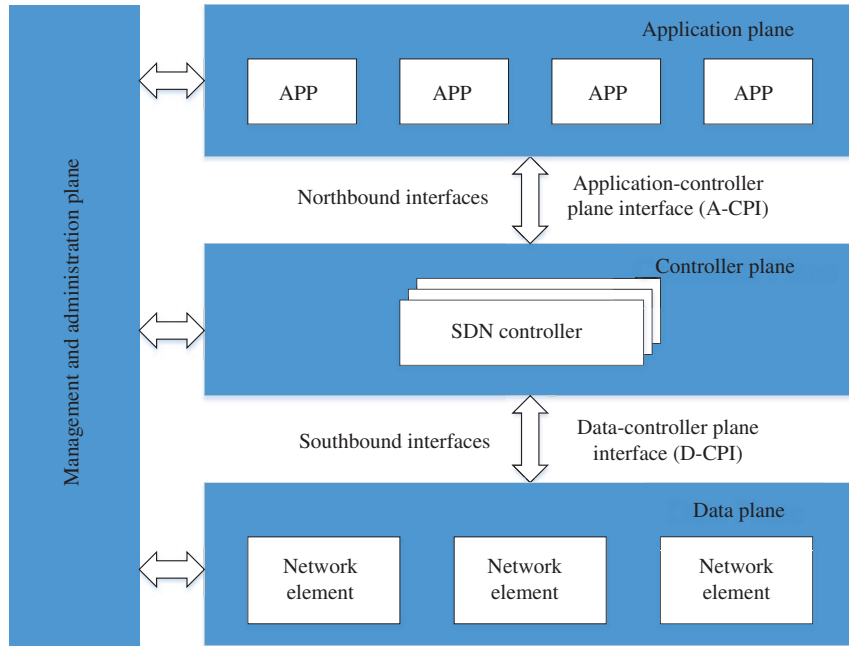 Management and administration plane
Application plane
APP
APP
APP
APP
Northbound interfaces
Application-controller
plane interface (A-CPI)
Controller plane
SDN controller
Southbound interfaces
Data-controller plane
interface (D-CPI)
Data plane
Network
element
Network
element
Network
element